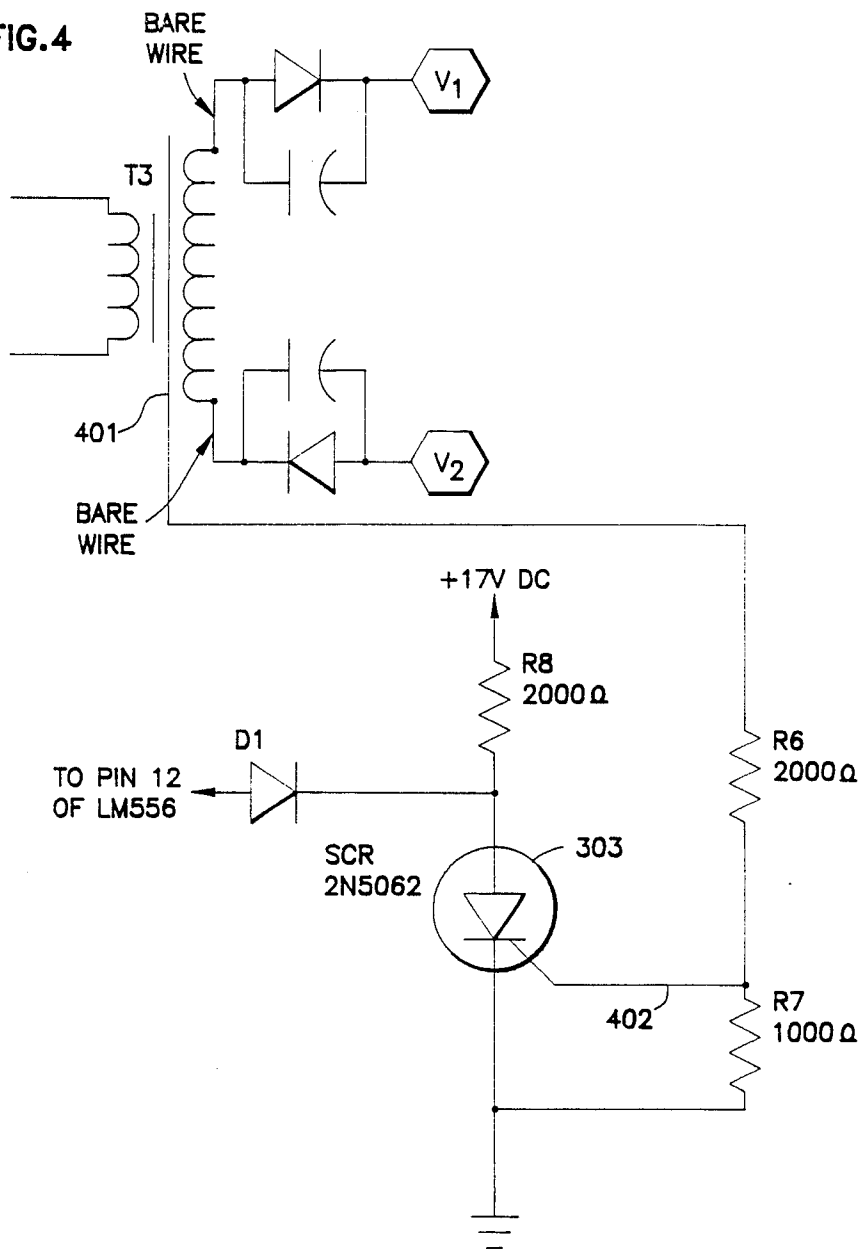 FIG.4
BARE
WIRE
V1
T3
401
V2
BARE
WIRE
+17V DC
R8
2000Ω
D1
R6
2000Ω
TO PIN 12
OF LM556
303
SCR
2N5062
402
R7
1000Ω